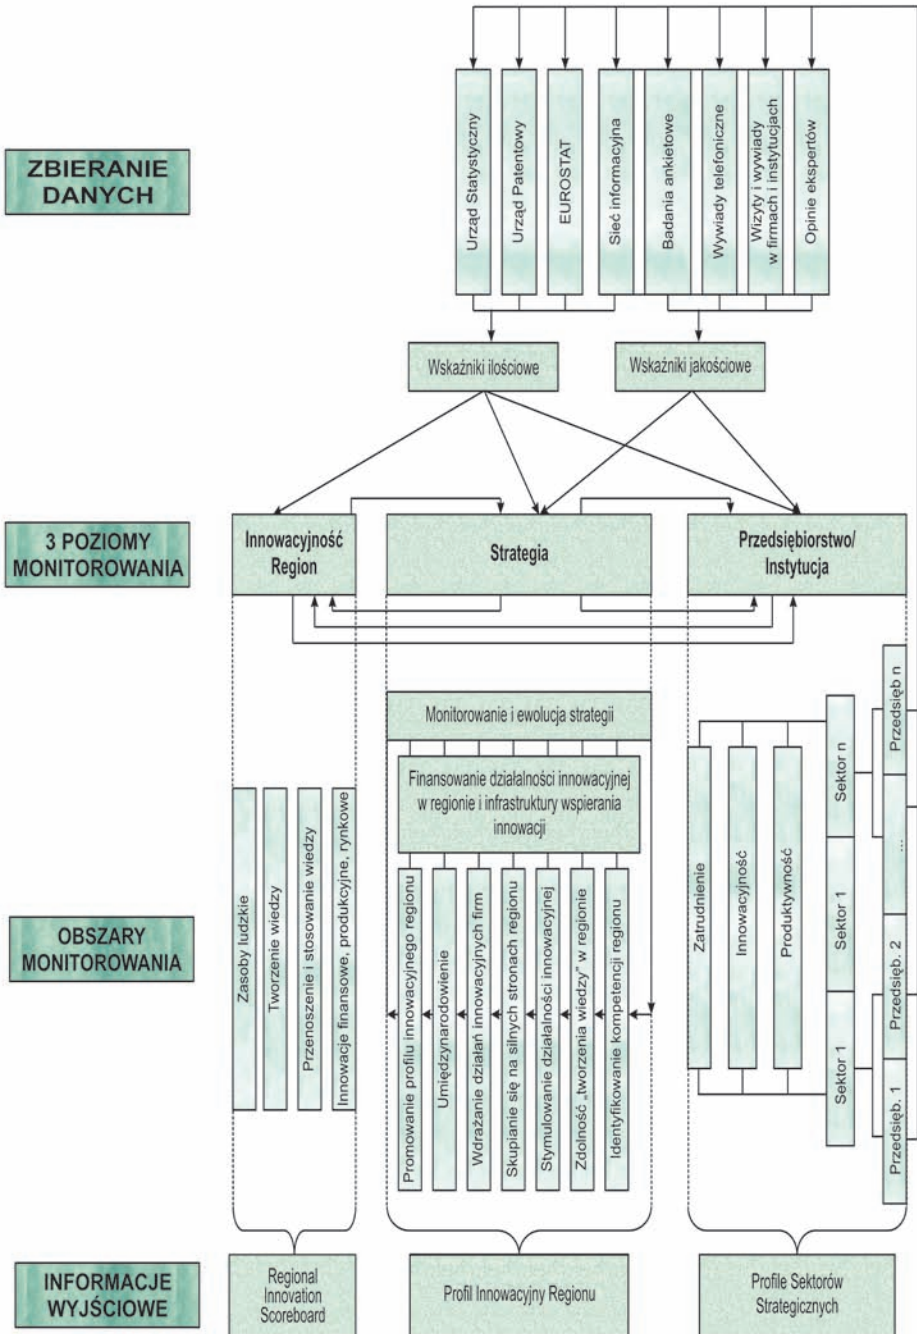 ZBIERANIE
DANYCH
Urząd Statystyczny
Urząd Patentowy
EUROSTAT
Sieć informacyjna
Badania ankietowe
Wywiady telefoniczne
Wizyty i wywiady
w firmach i instytucjach
Opinie ekspertów
Wskaźniki ilościowe
Wskaźniki jakościowe
3 POZIOMY
MONITOROWANIA
Innowacyjność
Region
Strategia
Przedsiębiorstwo/
Instytucja
OBSZARY
MONITOROWANIA
Zasoby ludzkie
Tworzenie wiedzy
Przenoszenie i stosowanie wiedzy
Innowacje finansowe, produkcyjne, rynkowe
Monitorowanie i ewolucja strategii
Finansowanie działalności innowacyjnej
w regionie i infrastruktury wspierania
innowacji
Promowanie profilu innowacyjnego regionu
Umiędzynarodowienie
Wdrażanie działań innowacyjnych firm
Skupianie się na silnych stronach regionu
Stymulowanie działalności innowacyjnej
Zdolność „tworzenia wiedzy” w regionie
Identyfikowanie kompetencji regionu
Zatrudnienie
Innowacyjność
Produktywność
Sektor n
Sektor 1
Sektor 1
Przedsięb n
....
Przedsięb. 2
Przedsięb. 1
INFORMACJE
WYJŚCIOWE
Regional
Innovation
Scoreboard
Profil Innowacyjny Regionu
Profile Sektorów
Strategicznych